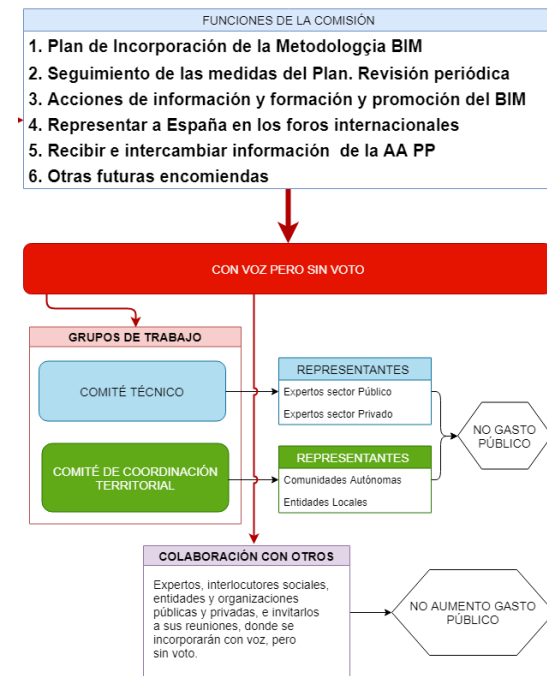 FUNCIONES DE LA COMISIÓN
1. Plan de Incorporación de la Metodologçia BIM
2. Seguimiento de las medidas del Plan. Revisión periódica
3. Acciones de información y formación y promoción del BIM
4. Representar a España en los foros internacionales
5. Recibir e intercambiar información de la AA PP
6. Otras futuras encomiendas
CON VOZ PERO SIN VOTO
GRUPOS DE TRABAJO
COMITÉ TÉCNICO
REPRESENTANTES
Expertos sector Público
Expertos sector Privado
COMITÉ DE COORDINACIÓN
TERRITORIAL
REPRESENTANTES
Comunidades Autónomas
Entidades Locales
NO GASTO
PÚBLICO
COLABORACIÓN CON OTROS
Expertos, interlocutores sociales,
entidades y organizaciones
públicas y privadas, e invitarlos
a sus reuniones, donde se
incorporarán con voz, pero
sin voto.
NO AUMENTO GASTO
PÚBLICO